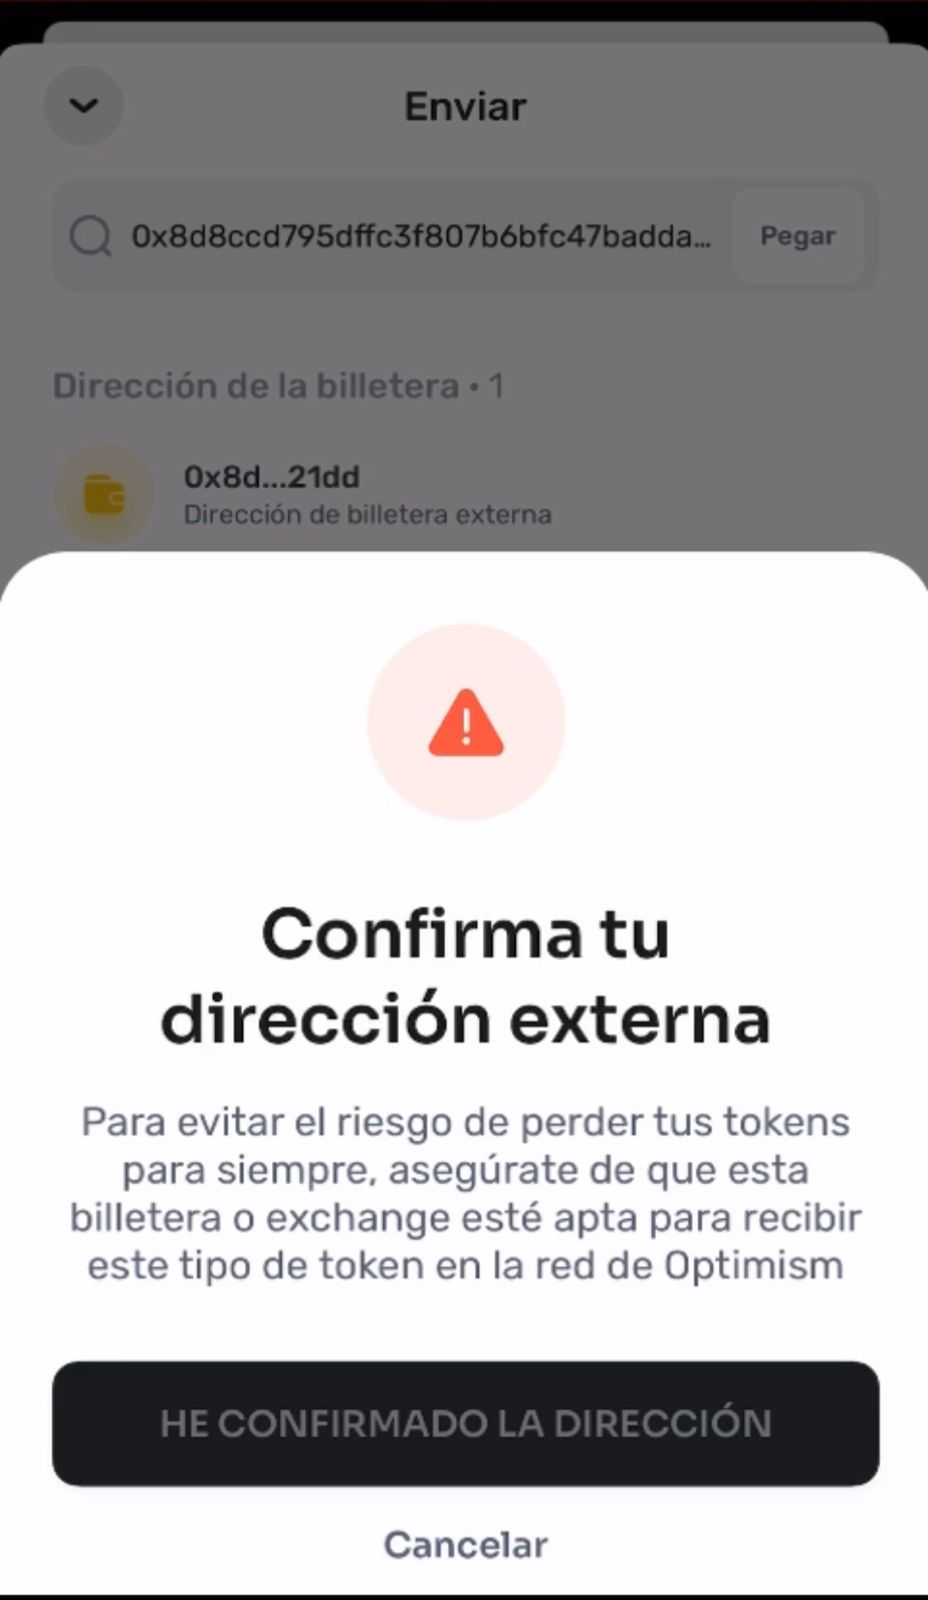 Enviar
0x8d8ccd795dffc3f807b6bfc47badda...
Pegar
Dirección de la billetera • 1
0x8d...21dd
Dirección de billetera externa
Confirma tu
dirección externa
Para evitar el riesgo de perder tus tokens
para siempre, asegúrate de que esta
billetera o exchange esté apta para recibir
este tipo de token en la red de Optimism
HE CONFIRMADO LA DIRECCIÓN
Cancelar